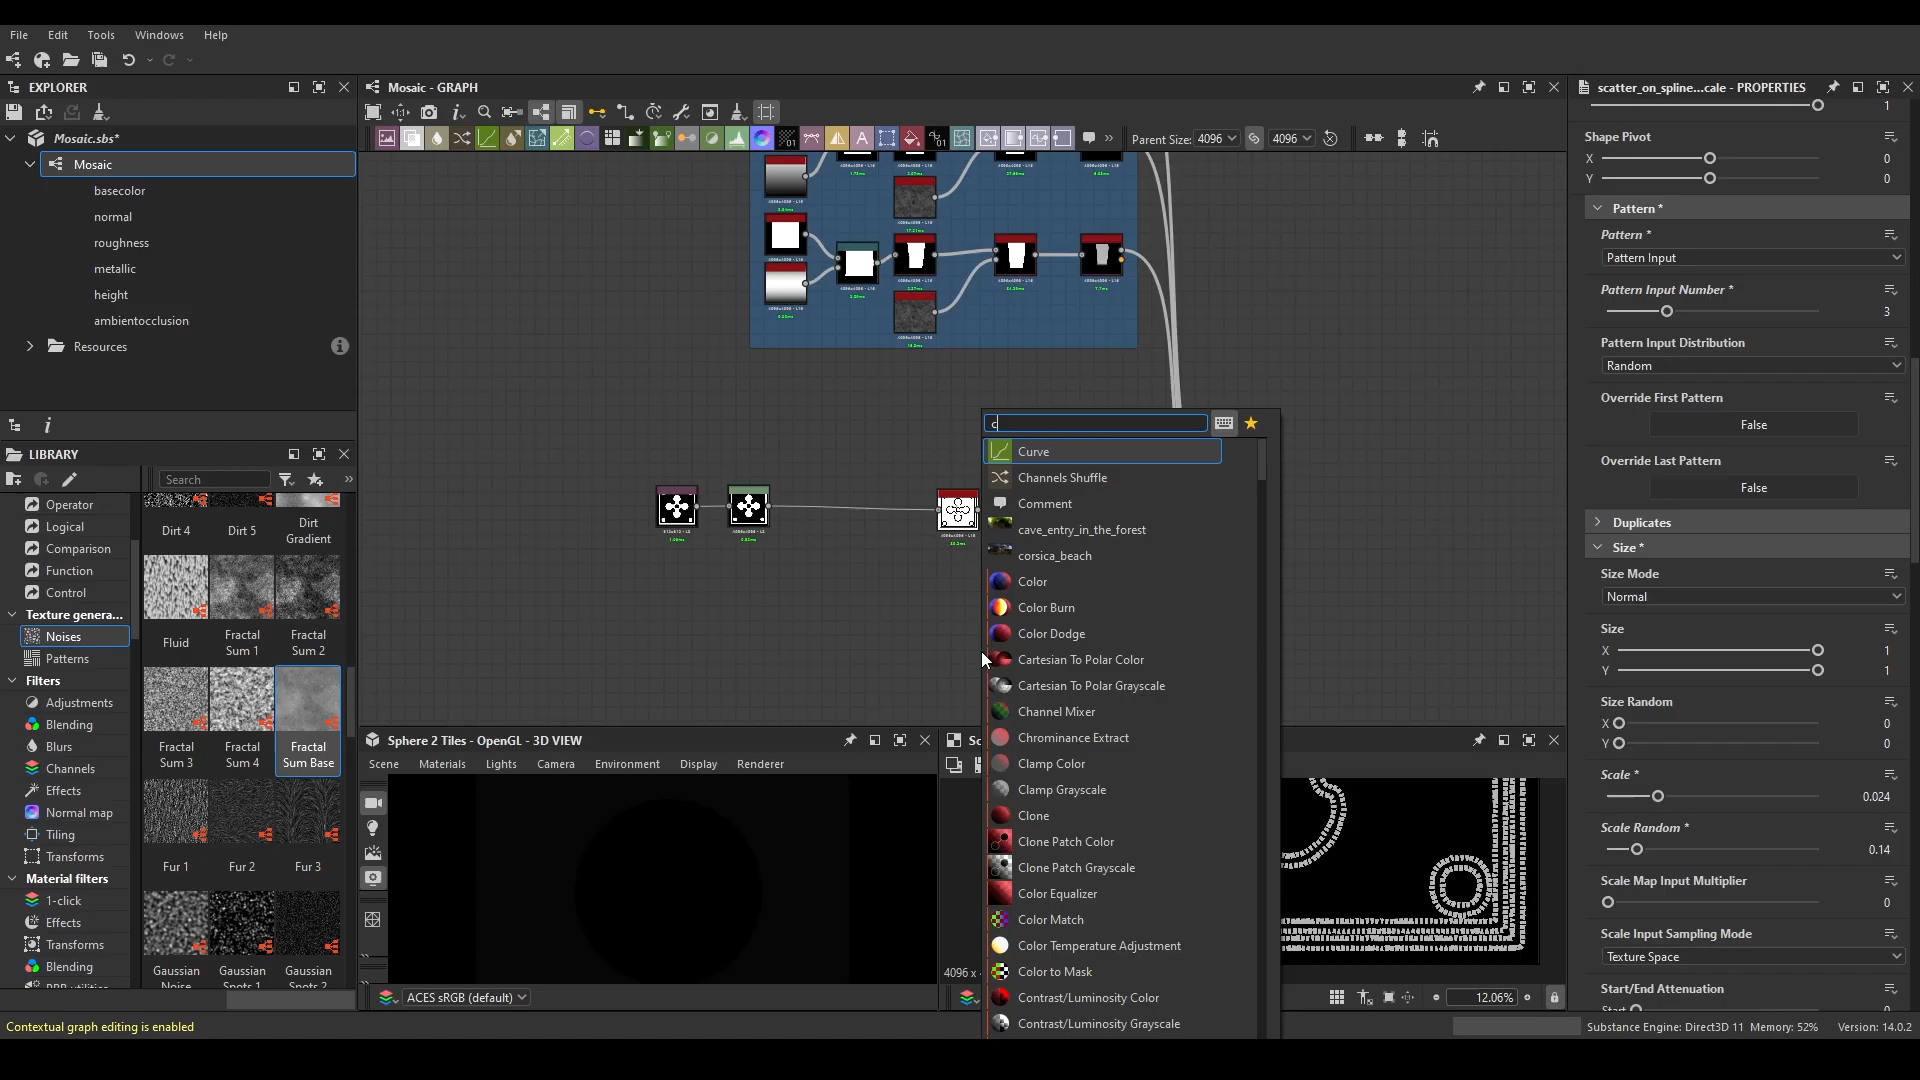 File Edit Tools Windows Help
EXPLORER
Mosaic.sbs*
Mosaic
basecolor
normal
roughness
metallic
height
ambientocclusion
Resources
LIBRARY
Search
Operator
Logical
Comparison
Function
Control
Texture genera...
Noises
Patterns
Filters
Adjustments
Blending
Blurs
Channels
Effects
Normal map
Tiling
Transforms
Material filters
1-click
Effects
Transforms
Blending
Dirt 4 Dirt 5 Dirt Gradient
Fluid Fractal Sum 1 Fractal Sum 2
Fractal Sum 3 Fractal Sum 4 Fractal Sum Base
Fur 1 Fur 2 Fur 3
Gaussian Noise Gaussian Spots 1 Gaussian Spots 2
Contextual graph editing is enabled
Mosaic - GRAPH
Parent Size: 4096 4096
c
Curve
Channels Shuffle
Comment
cave_entry_in_the_forest
corsica_beach
Color
Color Burn
Color Dodge
Cartesian To Polar Color
Cartesian To Polar Grayscale
Channel Mixer
Chrominance Extract
Clamp Color
Clamp Grayscale
Clone
Clone Patch Color
Clone Patch Grayscale
Color Equalizer
Color Match
Color Temperature Adjustment
Color to Mask
Contrast/Luminosity Color
Contrast/Luminosity Grayscale
Sphere 2 Tiles - OpenGL - 3D VIEW
Scene Materials Lights Camera Environment Display Renderer
ACES sRGB (default)
Sc
4096 x
12.06%
scatter_on_spline...cale - PROPERTIES
1
Shape Pivot
X 0
Y 0
Pattern *
Pattern *
Pattern Input
Pattern Input Number *
3
Pattern Input Distribution
Random
Override First Pattern
False
Override Last Pattern
False
Duplicates
Size *
Size Mode
Normal
Size
X 1
Y 1
Size Random
X 0
Y 0
Scale *
0.024
Scale Random *
0.14
Scale Map Input Multiplier
0
Scale Input Sampling Mode
Texture Space
Start/End Attenuation
Start 0
Substance Engine: Direct3D 11 Memory: 52% Version: 14.0.2